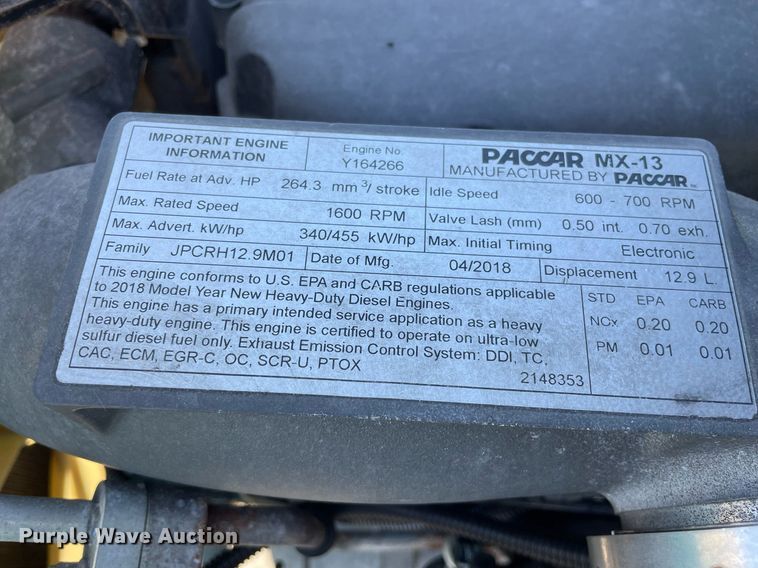 IMPORTANT ENGINE INFORMATION
Engine No. Y164266
PACCAR MX-13
MANUFACTURED BY PACCAR
Fuel Rate at Adv. HP 264.3 mm³/ stroke
Idle Speed 600 - 700 RPM
Max. Rated Speed 1600 RPM
Valve Lash (mm) 0.50 int. 0.70 exh.
Max. Advert. kW/hp 340/455 kW/hp
Max. Initial Timing Electronic
Family JPCRH12.9M01
Date of Mfg. 04/2018
Displacement 12.9 L.
This engine conforms to U.S. EPA and CARB regulations applicable
to 2018 Model Year New Heavy-Duty Diesel Engines.
This engine has a primary intended service application as a heavy
heavy-duty engine. This engine is certified to operate on ultra-low
sulfur diesel fuel only. Exhaust Emission Control System: DDI, TC,
CAC, ECM, EGR-C, OC, SCR-U, PTOX
2148353
STD EPA CARB
NOx 0.20 0.20
PM 0.01 0.01
Purple Wave Auction